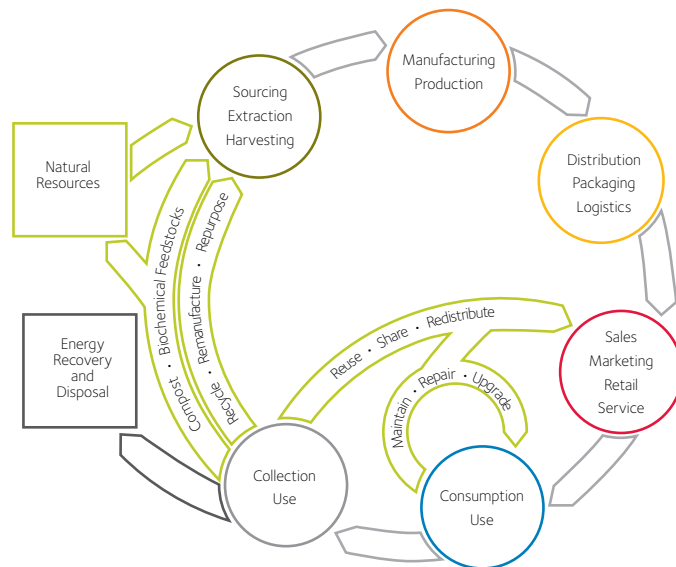 Manufacturing
Production
Sourcing
Extraction
Harvesting
Natural
Resources
Distribution
Packaging
Logistics
Compost • Biochemical Feedstocks
Recycle • Remanufacture • Repurpose
Reuse • Share • Redistribute
Maintain • Repair • Upgrade
Energy
Recovery
and
Disposal
Sales
Marketing
Retail
Service
Collection
Use
Consumption
Use